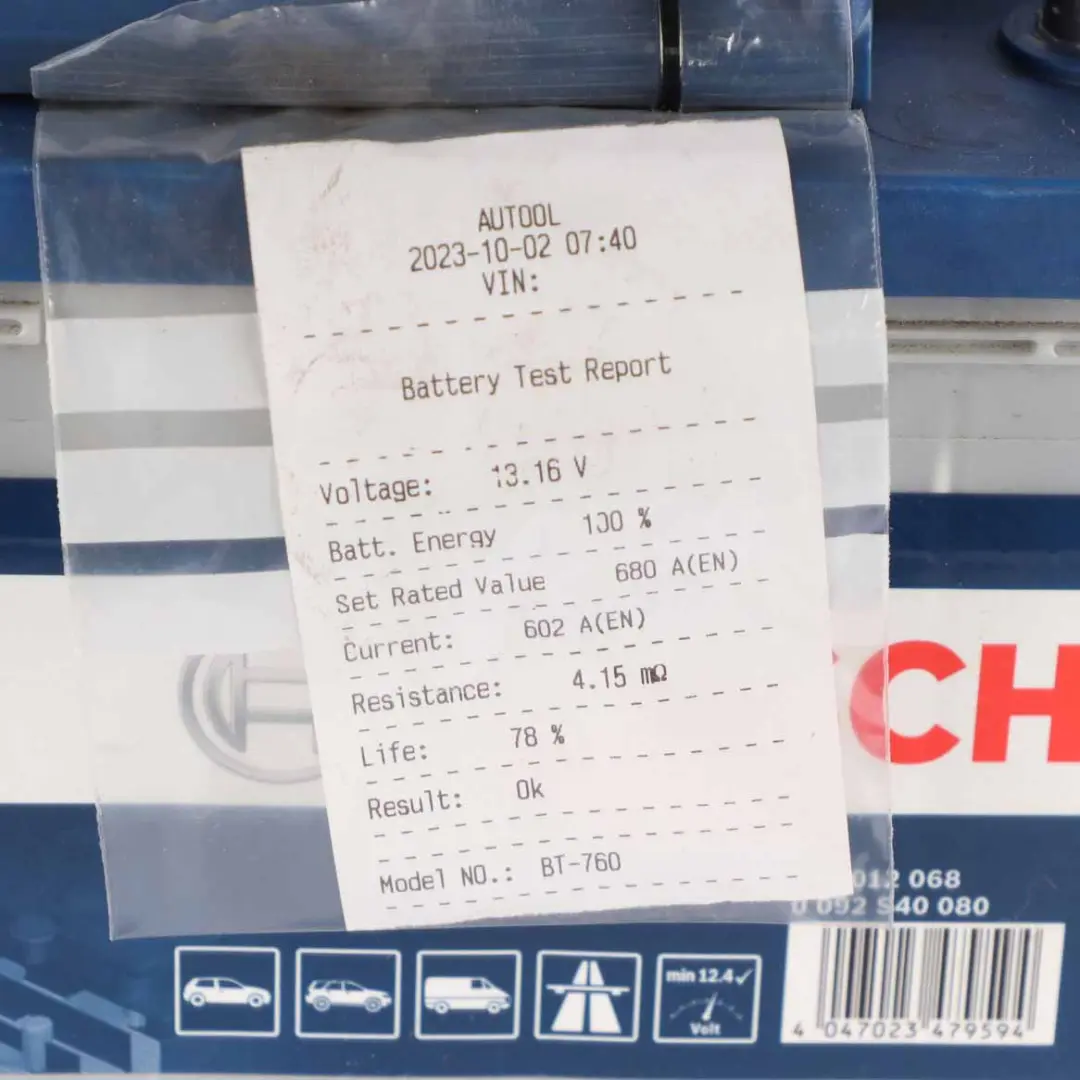 AUTOOL
2023-10-02 07:40
VIN:
Battery Test Report
Voltage: 13.16 V
Batt. Energy 100 %
Set Rated Value 680 A(EN)
Current: 602 A(EN)
Resistance: 4.15 mΩ
Life: 78 %
Result: Ok
Model NO.: BT-760
CH
012 068
0 092 S40 080
min 12.4✓
Volt
4 047023 479594